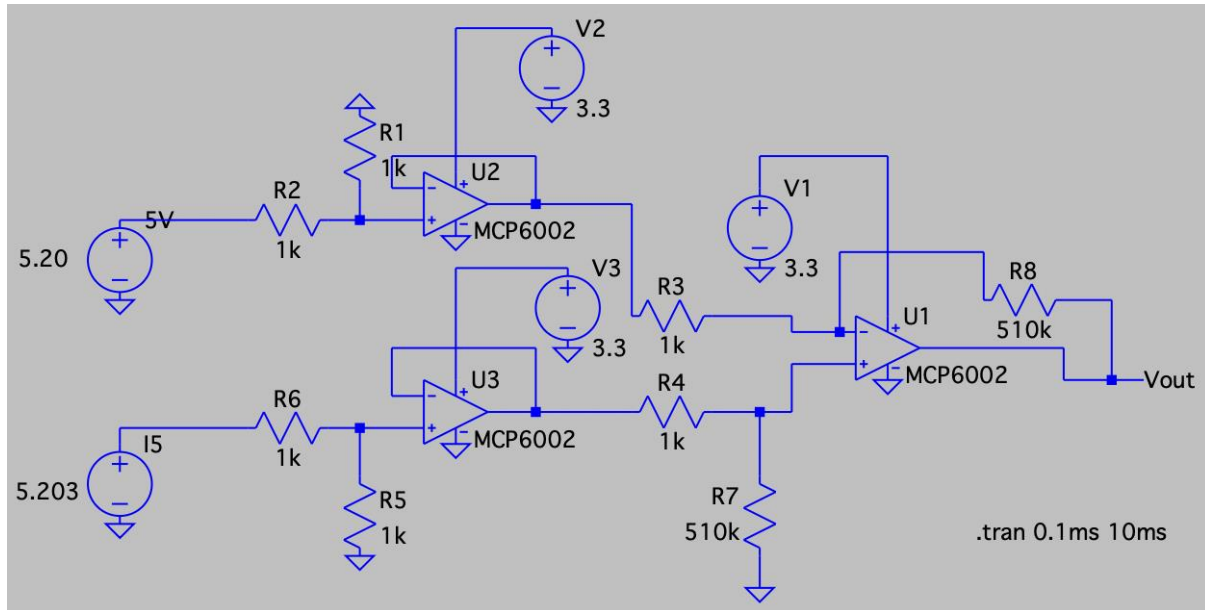 V2
3.3
R1
1k
U2
MCP6002
R2
1k
5V
5.20
V1
3.3
V3
3.3
R3
1k
R8
510k
U1
MCP6002
Vout
U3
MCP6002
R4
1k
R6
1k
I5
5.203
R5
1k
R7
510k
.tran 0.1ms 10ms